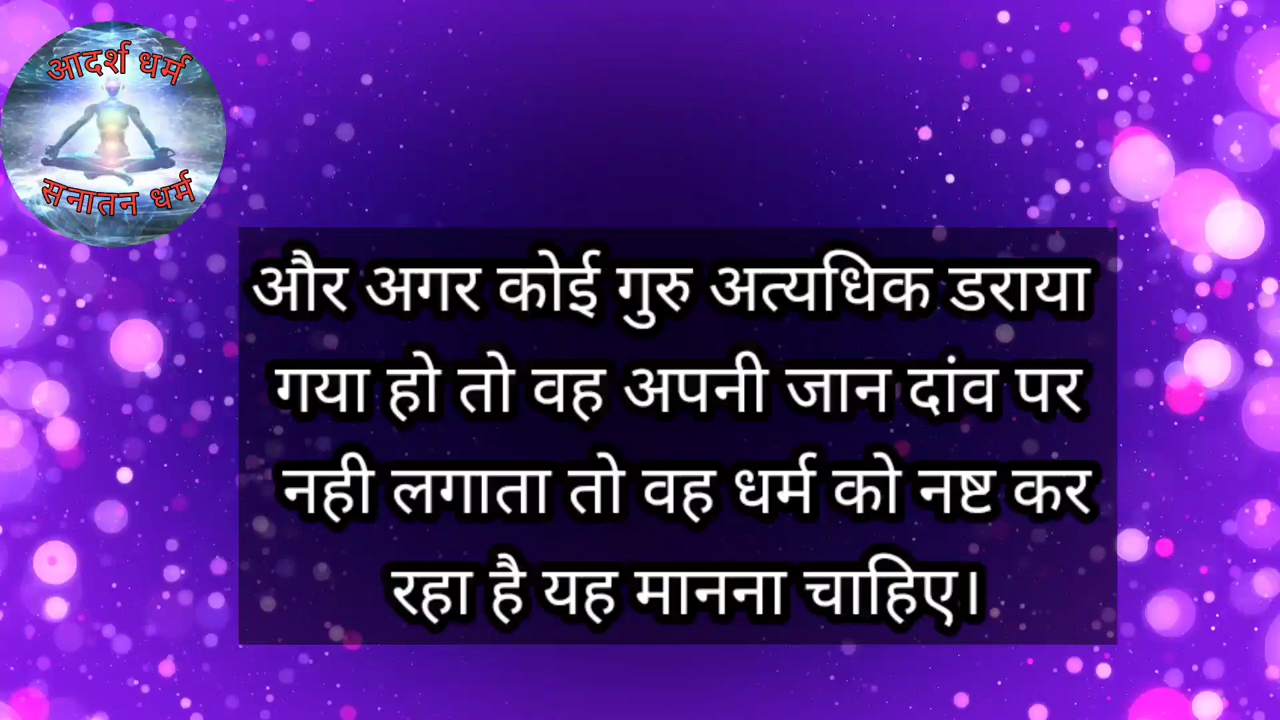 आदर्श धर्म
सनातन धर्म
और अगर कोई गुरु अत्यधिक डराया
गया हो तो वह अपनी जान दांव पर
नही लगाता तो वह धर्म को नष्ट कर
रहा है यह मानना चाहिए।